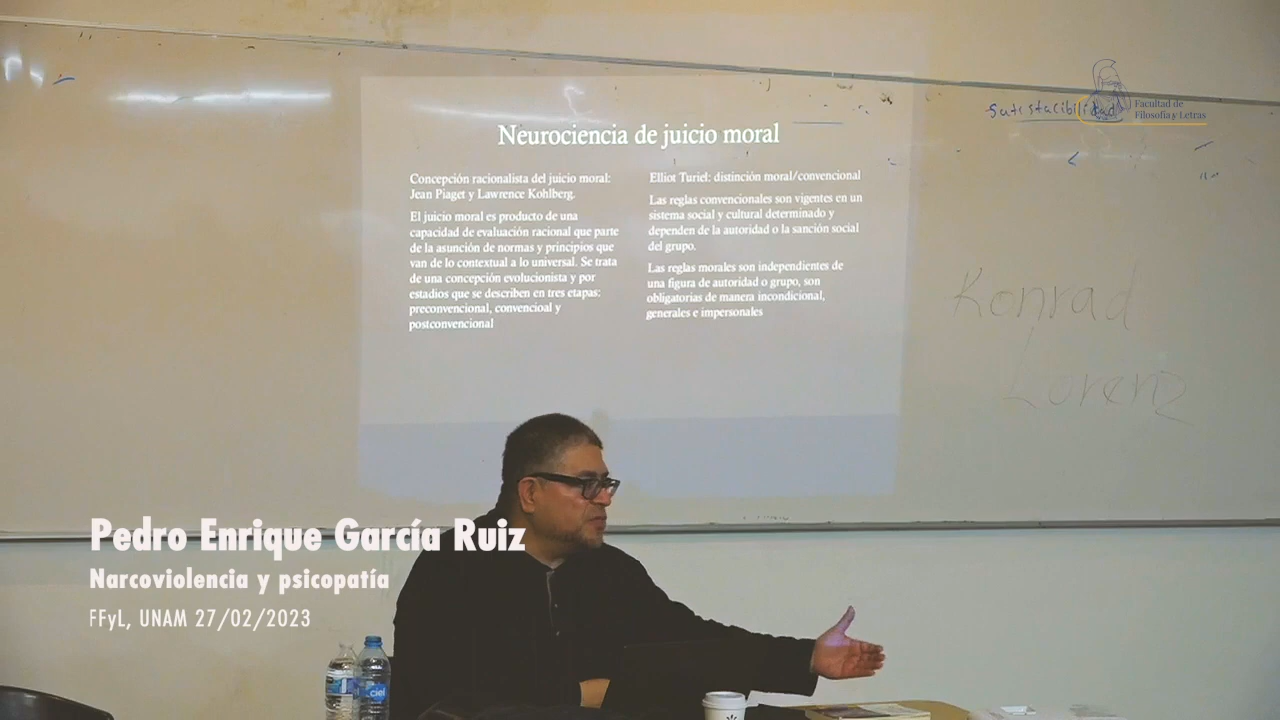 Neurociencia de juicio moral
Concepción racionalista del juicio moral:
Jean Piaget y Lawrence Kohlberg.
El juicio moral es producto de una
capacidad de evaluación racional que parte
de la asunción de normas y principios que
van de lo contextual a lo universal. Se trata
de una concepción evolucionista y por
estadios que se describen en tres etapas:
preconvencional, convencioal y
postconvencional
Elliot Turiel: distinción moral/convencional
Las reglas convencionales son vigentes en un
sistema social y cultural determinado y
dependen de la autoridad o la sanción social
del grupo.
Las reglas morales son independientes de
una figura de autoridad o grupo, son
obligatorias de manera incondicional,
generales e impersonales
Facultad de
Filosofía y Letras
Konrad
Lorenz
Pedro Enrique García Ruiz
Narcoviolencia y psicopatía
FFyL, UNAM 27/02/2023
ciel